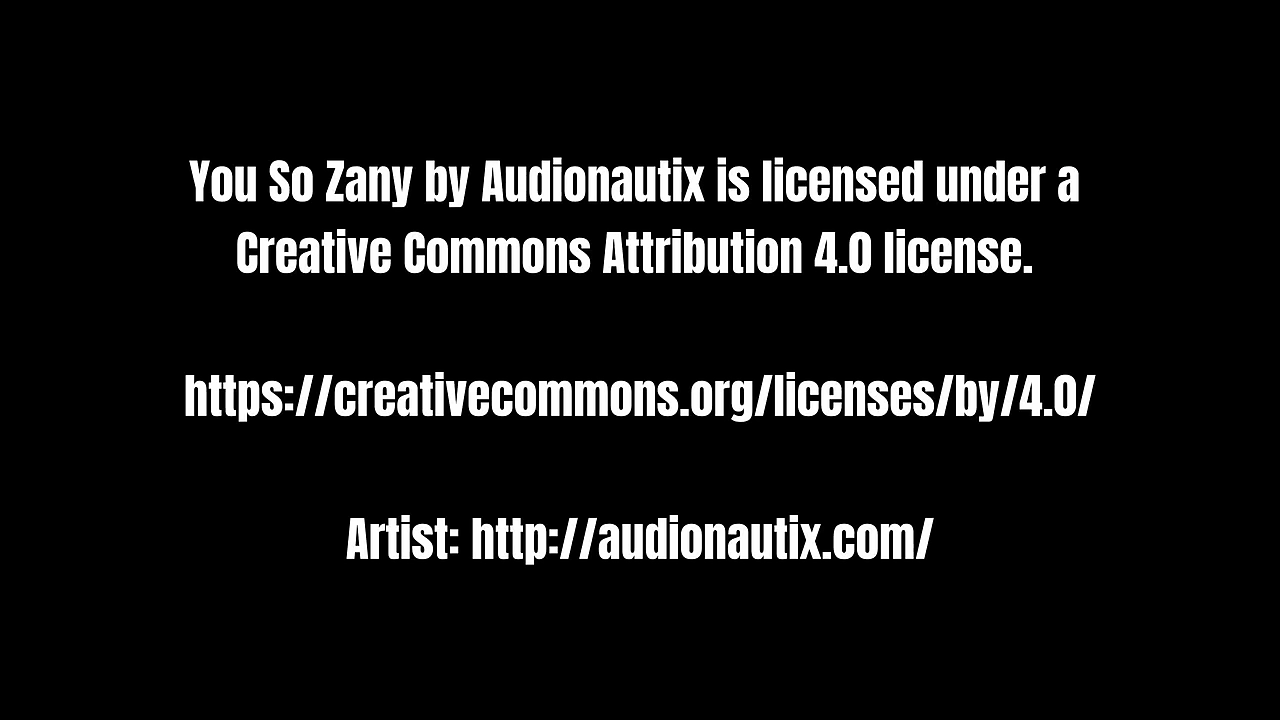 You So Zany by Audionautix is licensed under a
Creative Commons Attribution 4.0 license.
https://creativecommons.org/licenses/by/4.0/
Artist: http://audionautix.com/